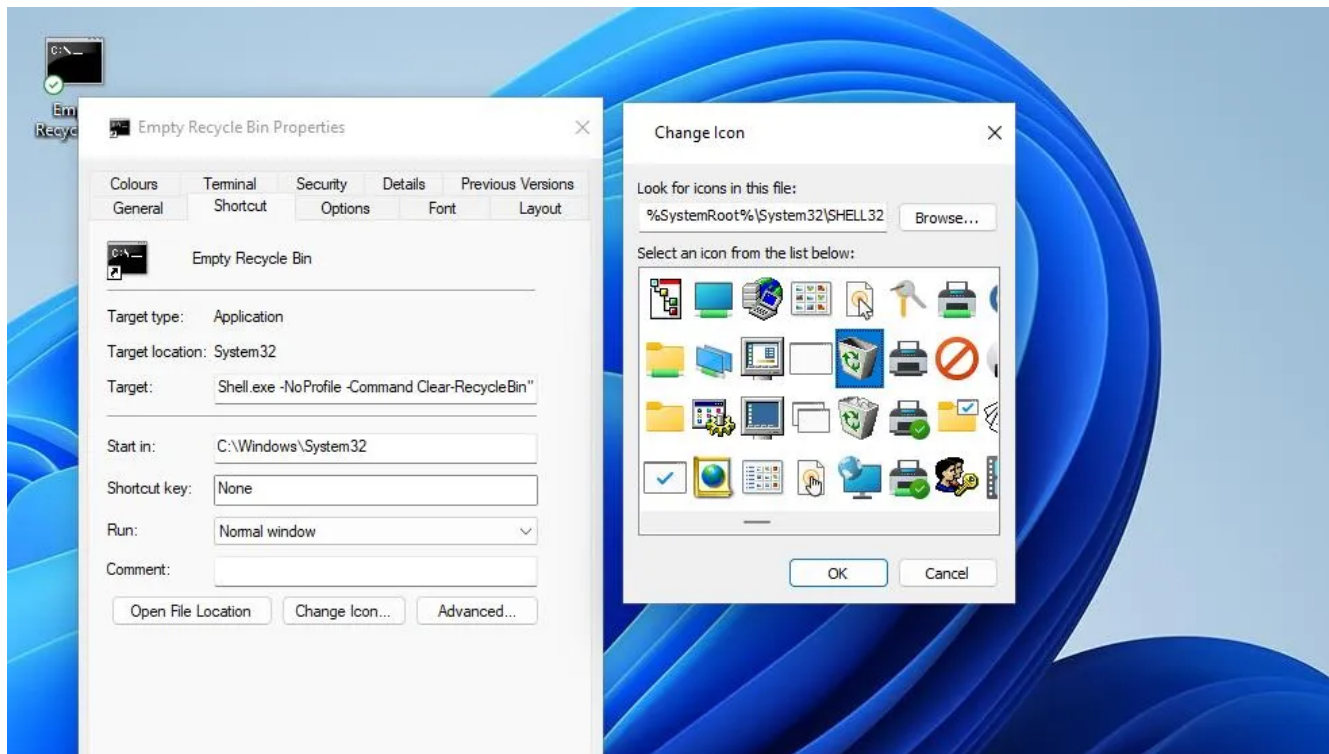 C:\_
Em
Recyc
Empty Recycle Bin Properties
Colours Terminal Security Details Previous Versions
General Shortcut Options Font Layout
C:\_
Empty Recycle Bin
Target type: Application
Target location: System32
Target: Shell.exe -NoProfile -Command Clear-RecycleBin"
Start in: C:\Windows\System32
Shortcut key: None
Run: Normal window
Comment:
Open File Location Change Icon... Advanced...
Change Icon
Look for icons in this file:
%SystemRoot%\System32\SHELL32 Browse...
Select an icon from the list below:
OK Cancel